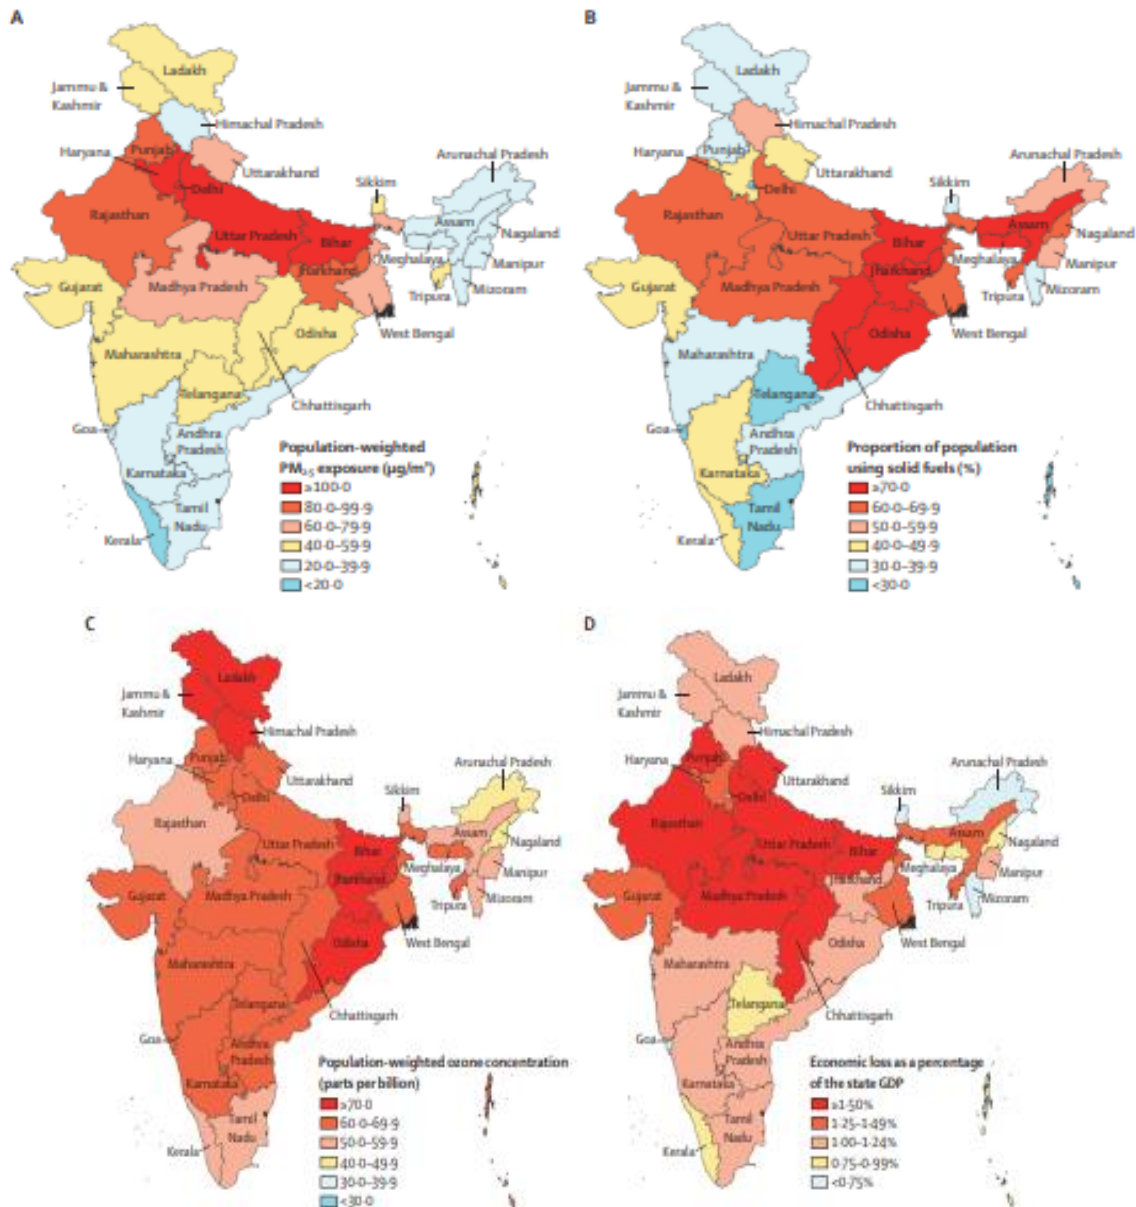 A
Ladakh
Jammu &
Kashmir
Himachal Pradesh
Punjab
Haryana
Uttarakhand
Delhi
Arunachal Pradesh
Sikkim
Rajasthan
Uttar Pradesh
Bihar
Assam
Nagaland
Meghalaya
Manipur
Jharkhand
Gujarat
Madhya Pradesh
Tripura
Mizoram
West Bengal
Odisha
Maharashtra
Telangana
Chhattisgarh
Goa
Andhra
Pradesh
Karnataka
Tamil
Nadu
Kerala
Population-weighted
PM2·5 exposure (μg/m³)
≥100·0
80·0–99·9
60·0–79·9
40·0–59·9
20·0–39·9
<20·0
B
Ladakh
Jammu &
Kashmir
Himachal Pradesh
Punjab
Haryana
Uttarakhand
Delhi
Arunachal Pradesh
Sikkim
Rajasthan
Uttar Pradesh
Bihar
Assam
Nagaland
Meghalaya
Manipur
Jharkhand
Gujarat
Madhya Pradesh
Tripura
Mizoram
West Bengal
Odisha
Maharashtra
Telangana
Chhattisgarh
Goa
Andhra
Pradesh
Karnataka
Tamil
Nadu
Kerala
Proportion of population
using solid fuels (%)
≥70·0
60·0–69·9
50·0–59·9
40·0–49·9
30·0–39·9
<30·0
C
Ladakh
Jammu &
Kashmir
Himachal Pradesh
Punjab
Haryana
Uttarakhand
Delhi
Arunachal Pradesh
Sikkim
Rajasthan
Uttar Pradesh
Bihar
Assam
Nagaland
Meghalaya
Manipur
Jharkhand
Gujarat
Madhya Pradesh
Tripura
Mizoram
West Bengal
Odisha
Maharashtra
Telangana
Chhattisgarh
Goa
Andhra
Pradesh
Karnataka
Tamil
Nadu
Kerala
Population-weighted ozone concentration
(parts per billion)
≥70·0
60·0–69·9
50·0–59·9
40·0–49·9
30·0–39·9
<30·0
D
Ladakh
Jammu &
Kashmir
Himachal Pradesh
Punjab
Haryana
Uttarakhand
Delhi
Arunachal Pradesh
Sikkim
Rajasthan
Uttar Pradesh
Bihar
Assam
Nagaland
Meghalaya
Manipur
Jharkhand
Gujarat
Madhya Pradesh
Tripura
Mizoram
West Bengal
Odisha
Maharashtra
Telangana
Chhattisgarh
Goa
Andhra
Pradesh
Karnataka
Tamil
Nadu
Kerala
Economic loss as a percentage
of the state GDP
≥1·50%
1·25–1·49%
1·00–1·24%
0·75–0·99%
<0·75%